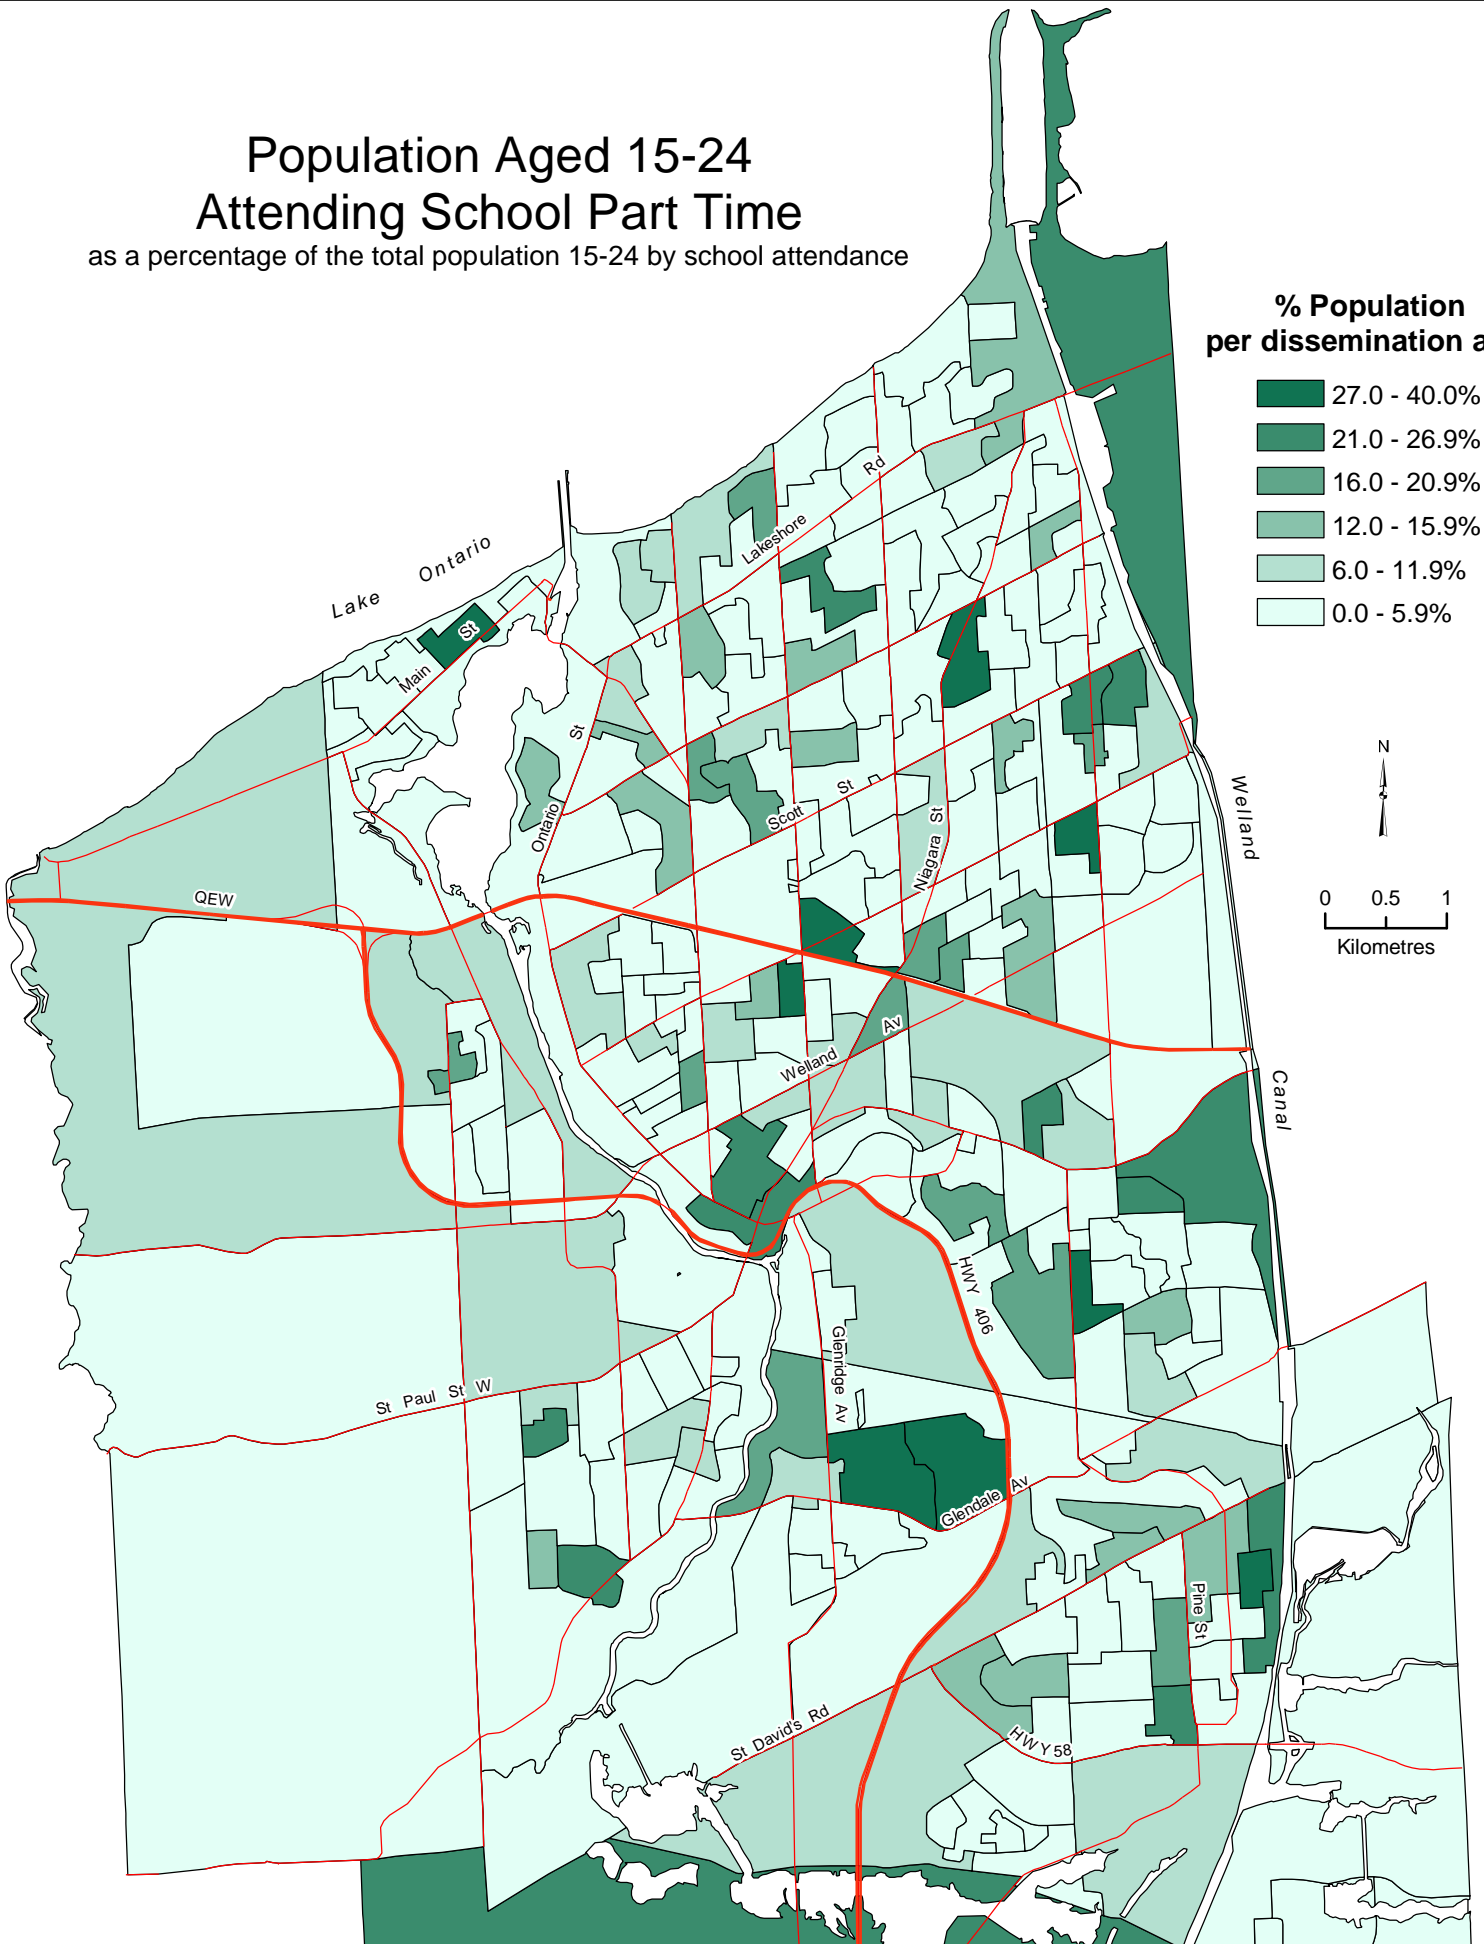 Population Aged 15-24
Attending School Part Time
as a percentage of the total population 15-24 by school attendance
% Population
per dissemination a
27.0 - 40.0%
21.0 - 26.9%
16.0 - 20.9%
12.0 - 15.9%
6.0 - 11.9%
0.0 - 5.9%
Lakeshore Rd
Lake Ontario
Main St
Ontario St
Scott St
Niagara St
N
Welland
0 0.5 1
Kilometres
QEW
Welland Av
Canal
HWY 406
Glenridge Av
St Paul St W
Glendale Av
Pine St
St David's Rd
HWY 58